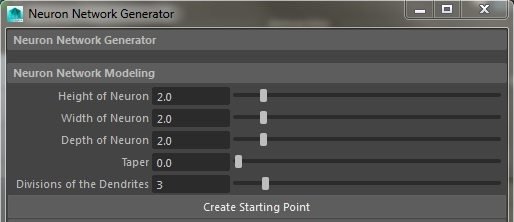 Neuron Network Generator
Neuron Network Generator
Neuron Network Modeling
Height of Neuron 2.0
Width of Neuron 2.0
Depth of Neuron 2.0
Taper 0.0
Divisions of the Dendrites 3
Create Starting Point